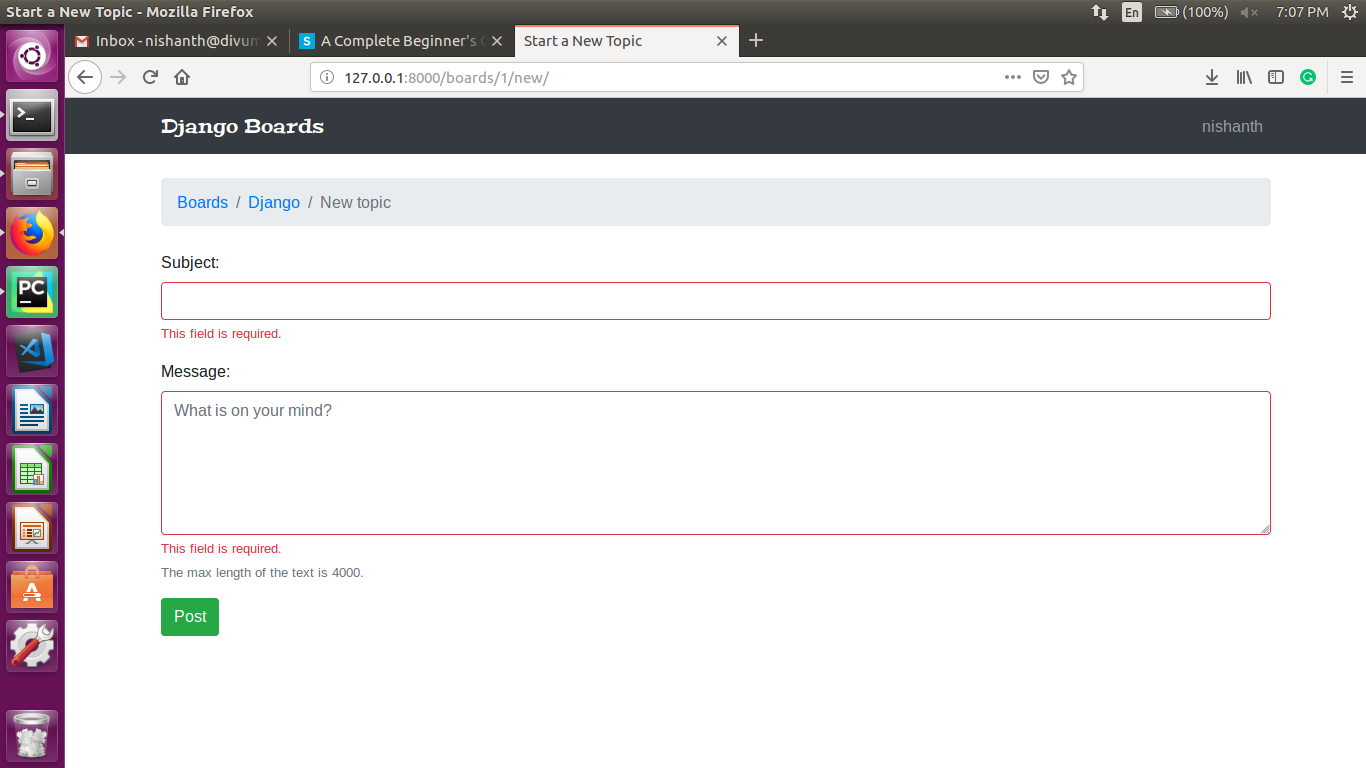 Start a New Topic - Mozilla Firefox
En (100%) 7:07 PM
Inbox - nishanth@divum
S A Complete Beginner's
Start a New Topic
127.0.0.1:8000/boards/1/new/
Django Boards
nishanth
Boards / Django / New topic
Subject:
This field is required.
Message:
What is on your mind?
This field is required.
The max length of the text is 4000.
Post
PC